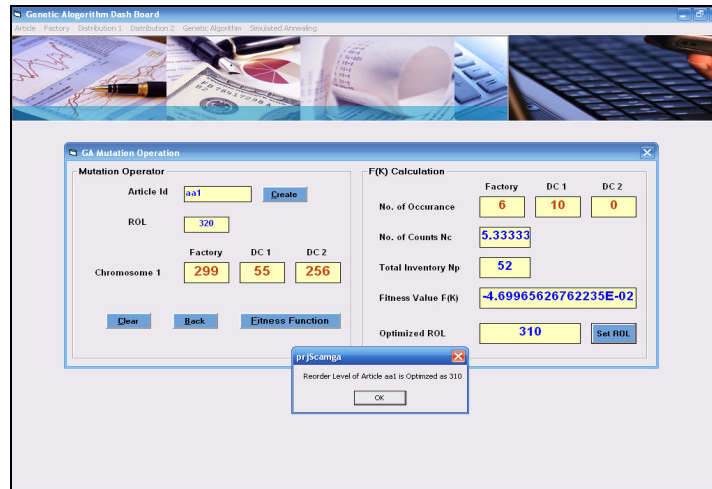 Genetic Alogorithm Dash Board
Article Factory Distribution 1 Distribution 2 Genetic Algorithm Simulated Annealing
GA Mutation Operation
Mutation Operator
Article Id aa1 Create
ROL 320
Factory DC 1 DC 2
Chromosome 1 299 55 256
Clear Back Fitness Function
F(K) Calculation
Factory DC 1 DC 2
No. of Occurance 6 10 0
No. of Counts Nc 5.33333
Total Inventory Np 52
Fitness Value F(K) -4.69965626762235E-02
Optimized ROL 310 Set ROL
prjScamga
Reorder Level of Article aa1 is Optimzed as 310
OK